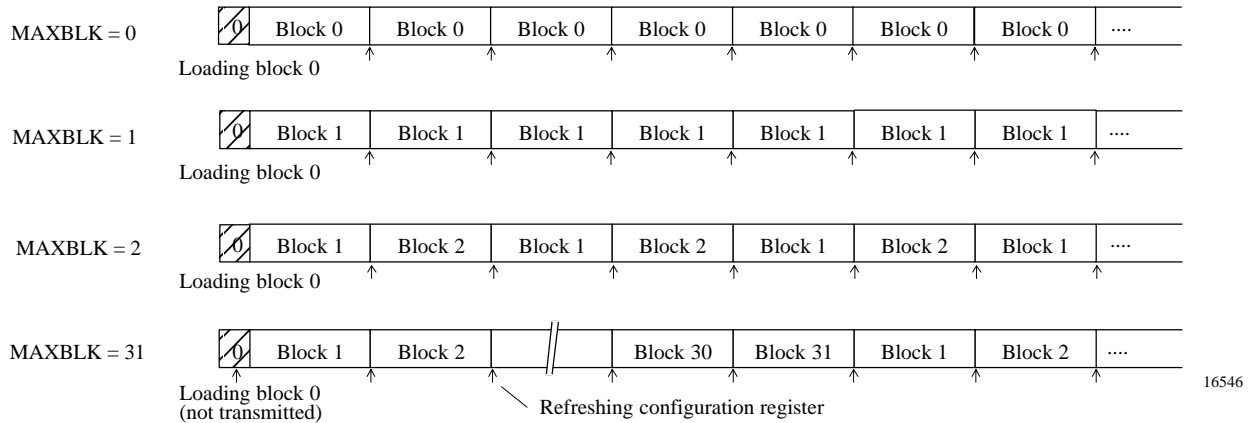 MAXBLK = 0 0 Block 0 Block 0 Block 0 Block 0 Block 0 Block 0 Block 0 ....
Loading block 0
MAXBLK = 1 0 Block 1 Block 1 Block 1 Block 1 Block 1 Block 1 Block 1 ....
Loading block 0
MAXBLK = 2 0 Block 1 Block 2 Block 1 Block 2 Block 1 Block 2 Block 1 ....
Loading block 0
MAXBLK = 31 0 Block 1 Block 2 Block 30 Block 31 Block 1 Block 2 ....
16546
Loading block 0
(not transmitted)
Refreshing configuration register